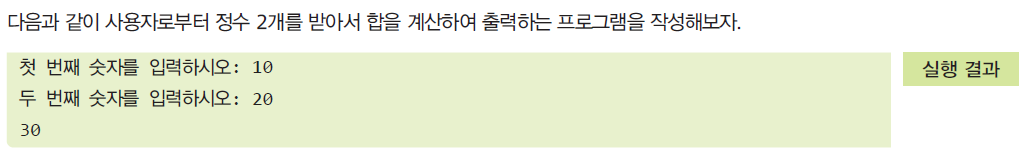 다음과 같이 사용자로부터 정수 2개를 받아서 합을 계산하여 출력하는 프로그램을 작성해보자.
첫 번째 숫자를 입력하시오: 10
두 번째 숫자를 입력하시오: 20
30
실행 결과